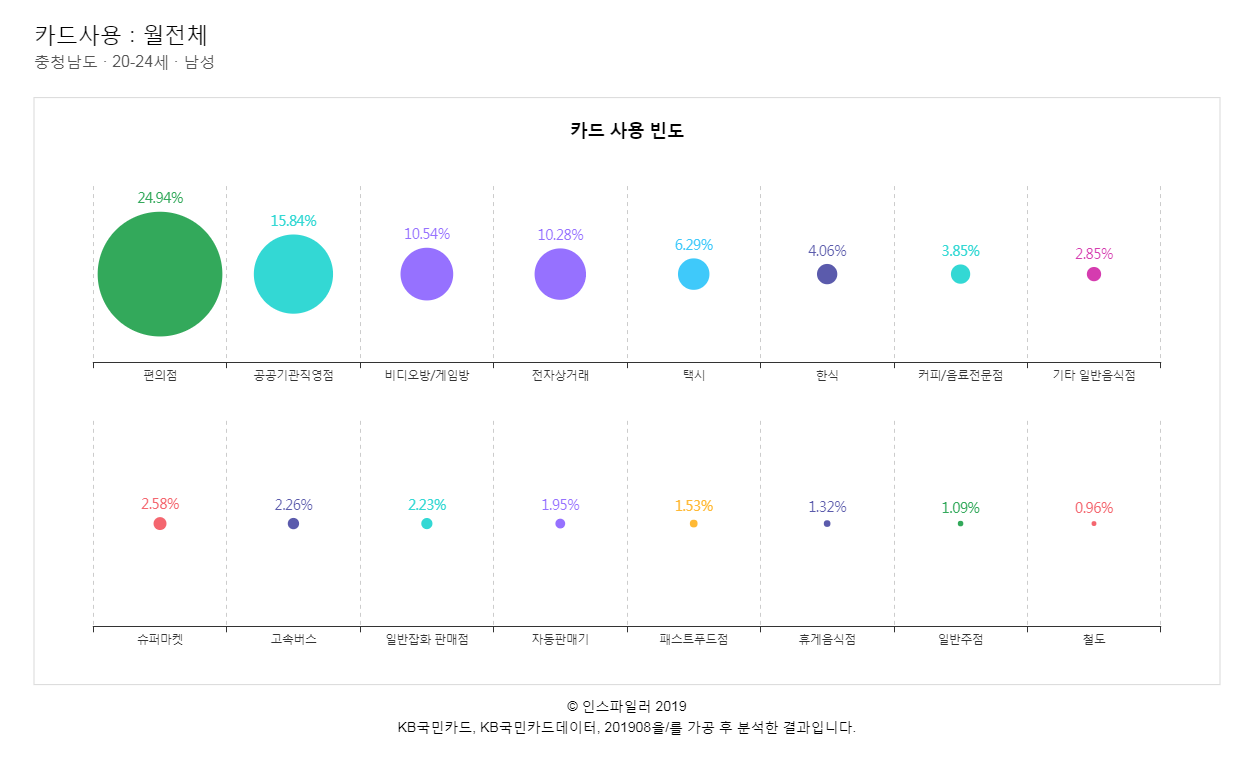 카드사용 : 월전체
충청남도 · 20-24세 · 남성
카드 사용 빈도
24.94% 15.84% 10.54% 10.28% 6.29% 4.06% 3.85% 2.85%
편의점 공공기관직영점 비디오방/게임방 전자상거래 택시 한식 커피/음료전문점 기타 일반음식점
2.58% 2.26% 2.23% 1.95% 1.53% 1.32% 1.09% 0.96%
슈퍼마켓 고속버스 일반잡화 판매점 자동판매기 패스트푸드점 휴게음식점 일반주점 철도
© 인스파일러 2019
KB국민카드, KB국민카드데이터, 201908을/를 가공 후 분석한 결과입니다.